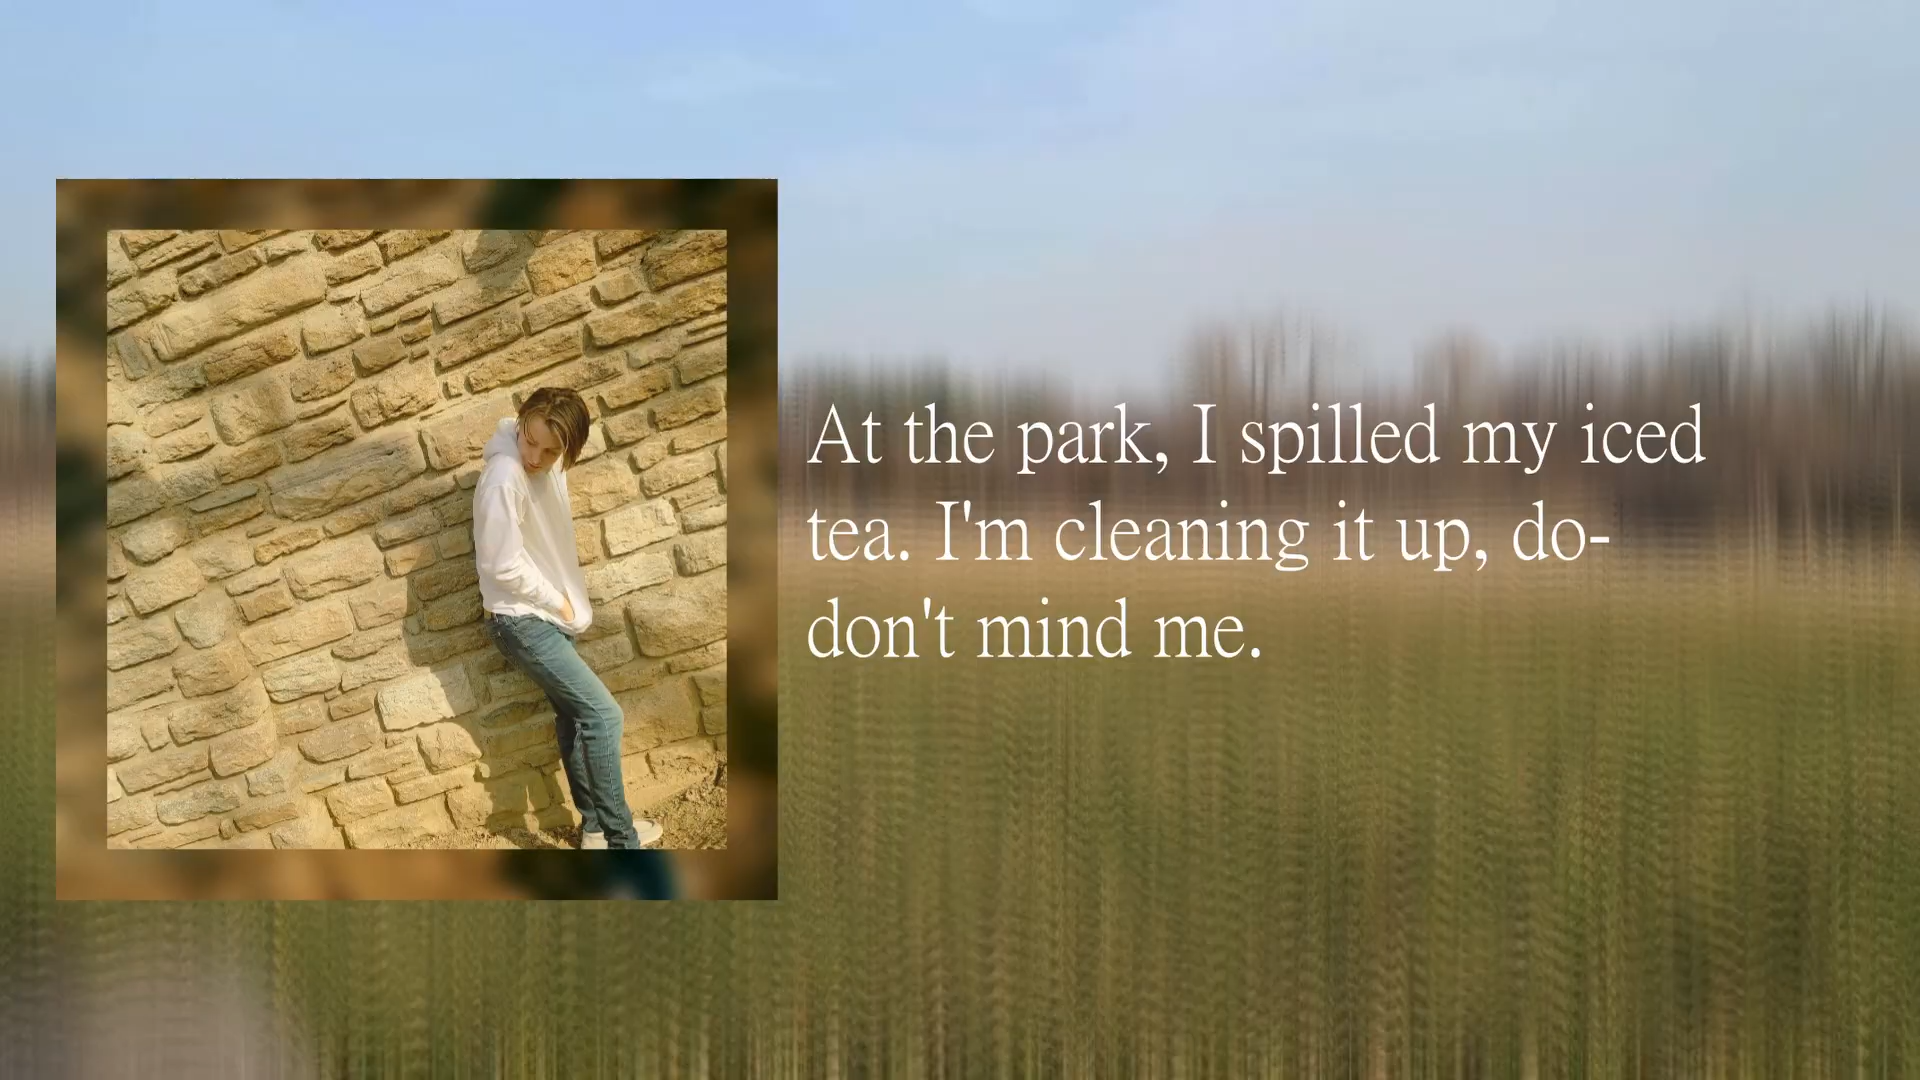 At the park, I spilled my iced
tea. I'm cleaning it up, do-
don't mind me.